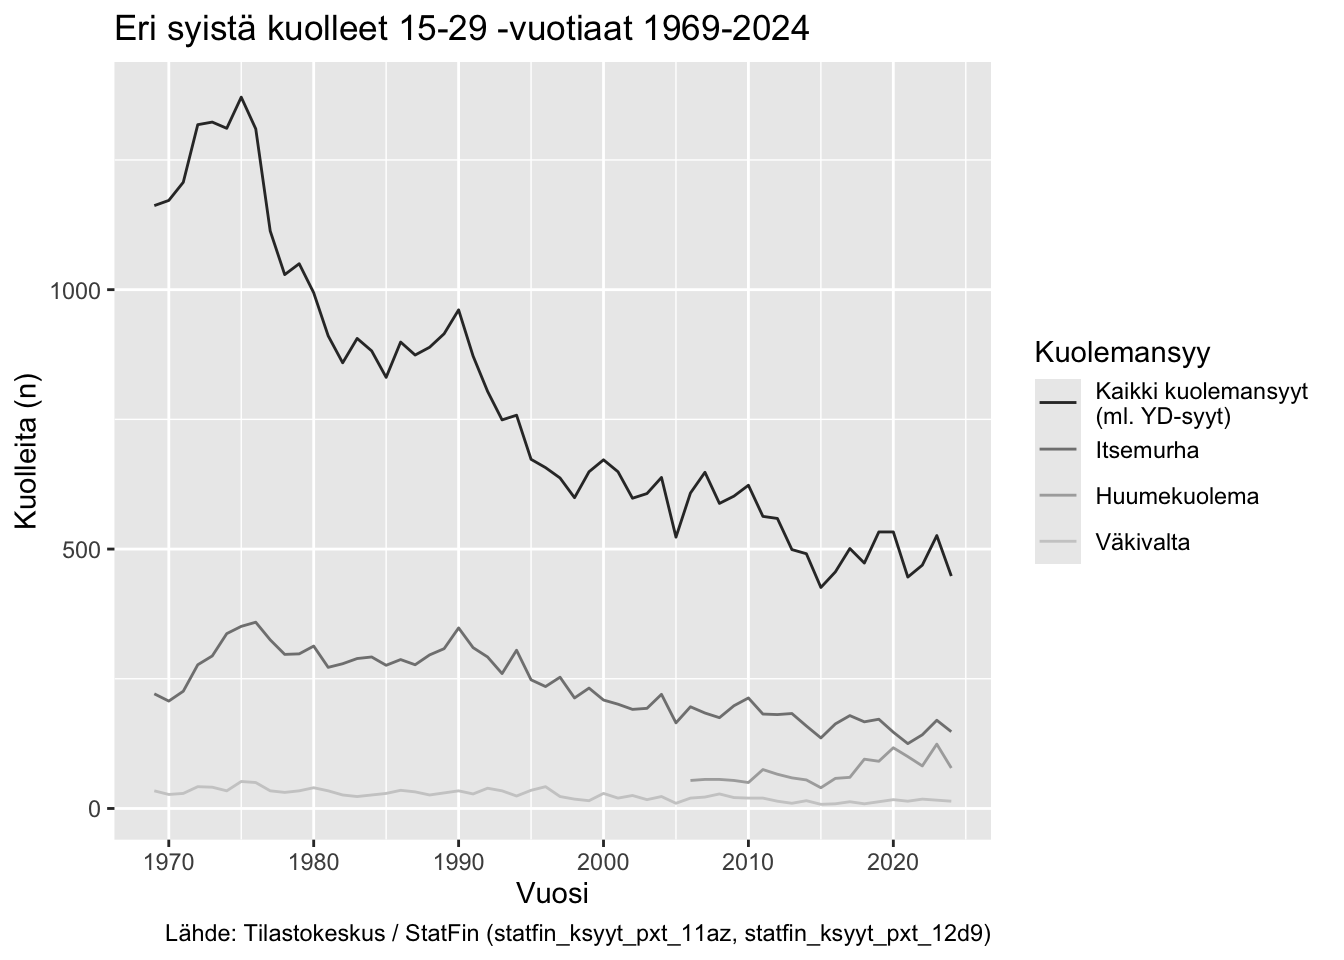 Eri syistä kuolleet 15-29 -vuotiaat 1969-2024
Kuolleita (n)
1000
500
0
1970
1980
1990
2000
2010
2020
Vuosi
Kuolemansyy
Kaikki kuolemansyyt
(ml. YD-syyt)
Itsemurha
Huumekuolema
Väkivalta
Lähde: Tilastokeskus / StatFin (statfin_ksyyt_pxt_11az, statfin_ksyyt_pxt_12d9)